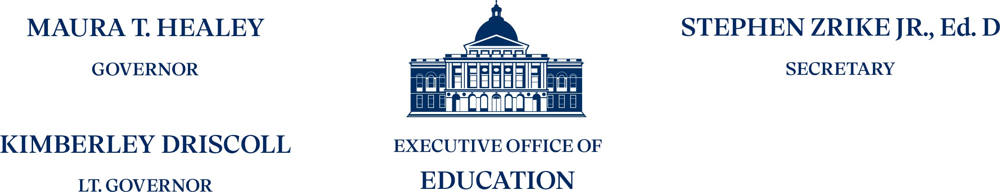 MAURA T. HEALEY
GOVERNOR
KIMBERLEY DRISCOLL
LT. GOVERNOR
EXECUTIVE OFFICE OF
EDUCATION
STEPHEN ZRIKE JR., Ed. D
SECRETARY